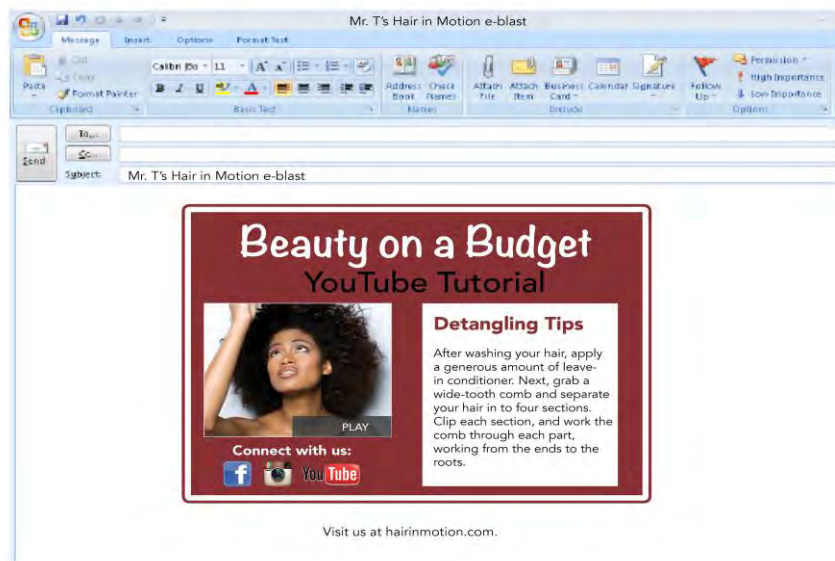 Mr. T's Hair in Motion e-blast
Message Insert Options Format Text
Cut
Copy
Format Painter
Paste
Clipboard
Calibri (Bo 11
B I U
Basic Text
Address Book
Check Names
Names
Attach File
Attach Item
Business Card
Calendar
Signature
Include
Follow Up
Permission
High Importance
Low Importance
Options
To...
Cc...
Send
Subject: Mr. T's Hair in Motion e-blast
Beauty on a Budget
YouTube Tutorial
PLAY
Connect with us:
f
You Tube
Detangling Tips
After washing your hair, apply
a generous amount of leave-
in conditioner. Next, grab a
wide-tooth comb and separate
your hair in to four sections.
Clip each section, and work the
comb through each part,
working from the ends to the
roots.
Visit us at hairinmotion.com.